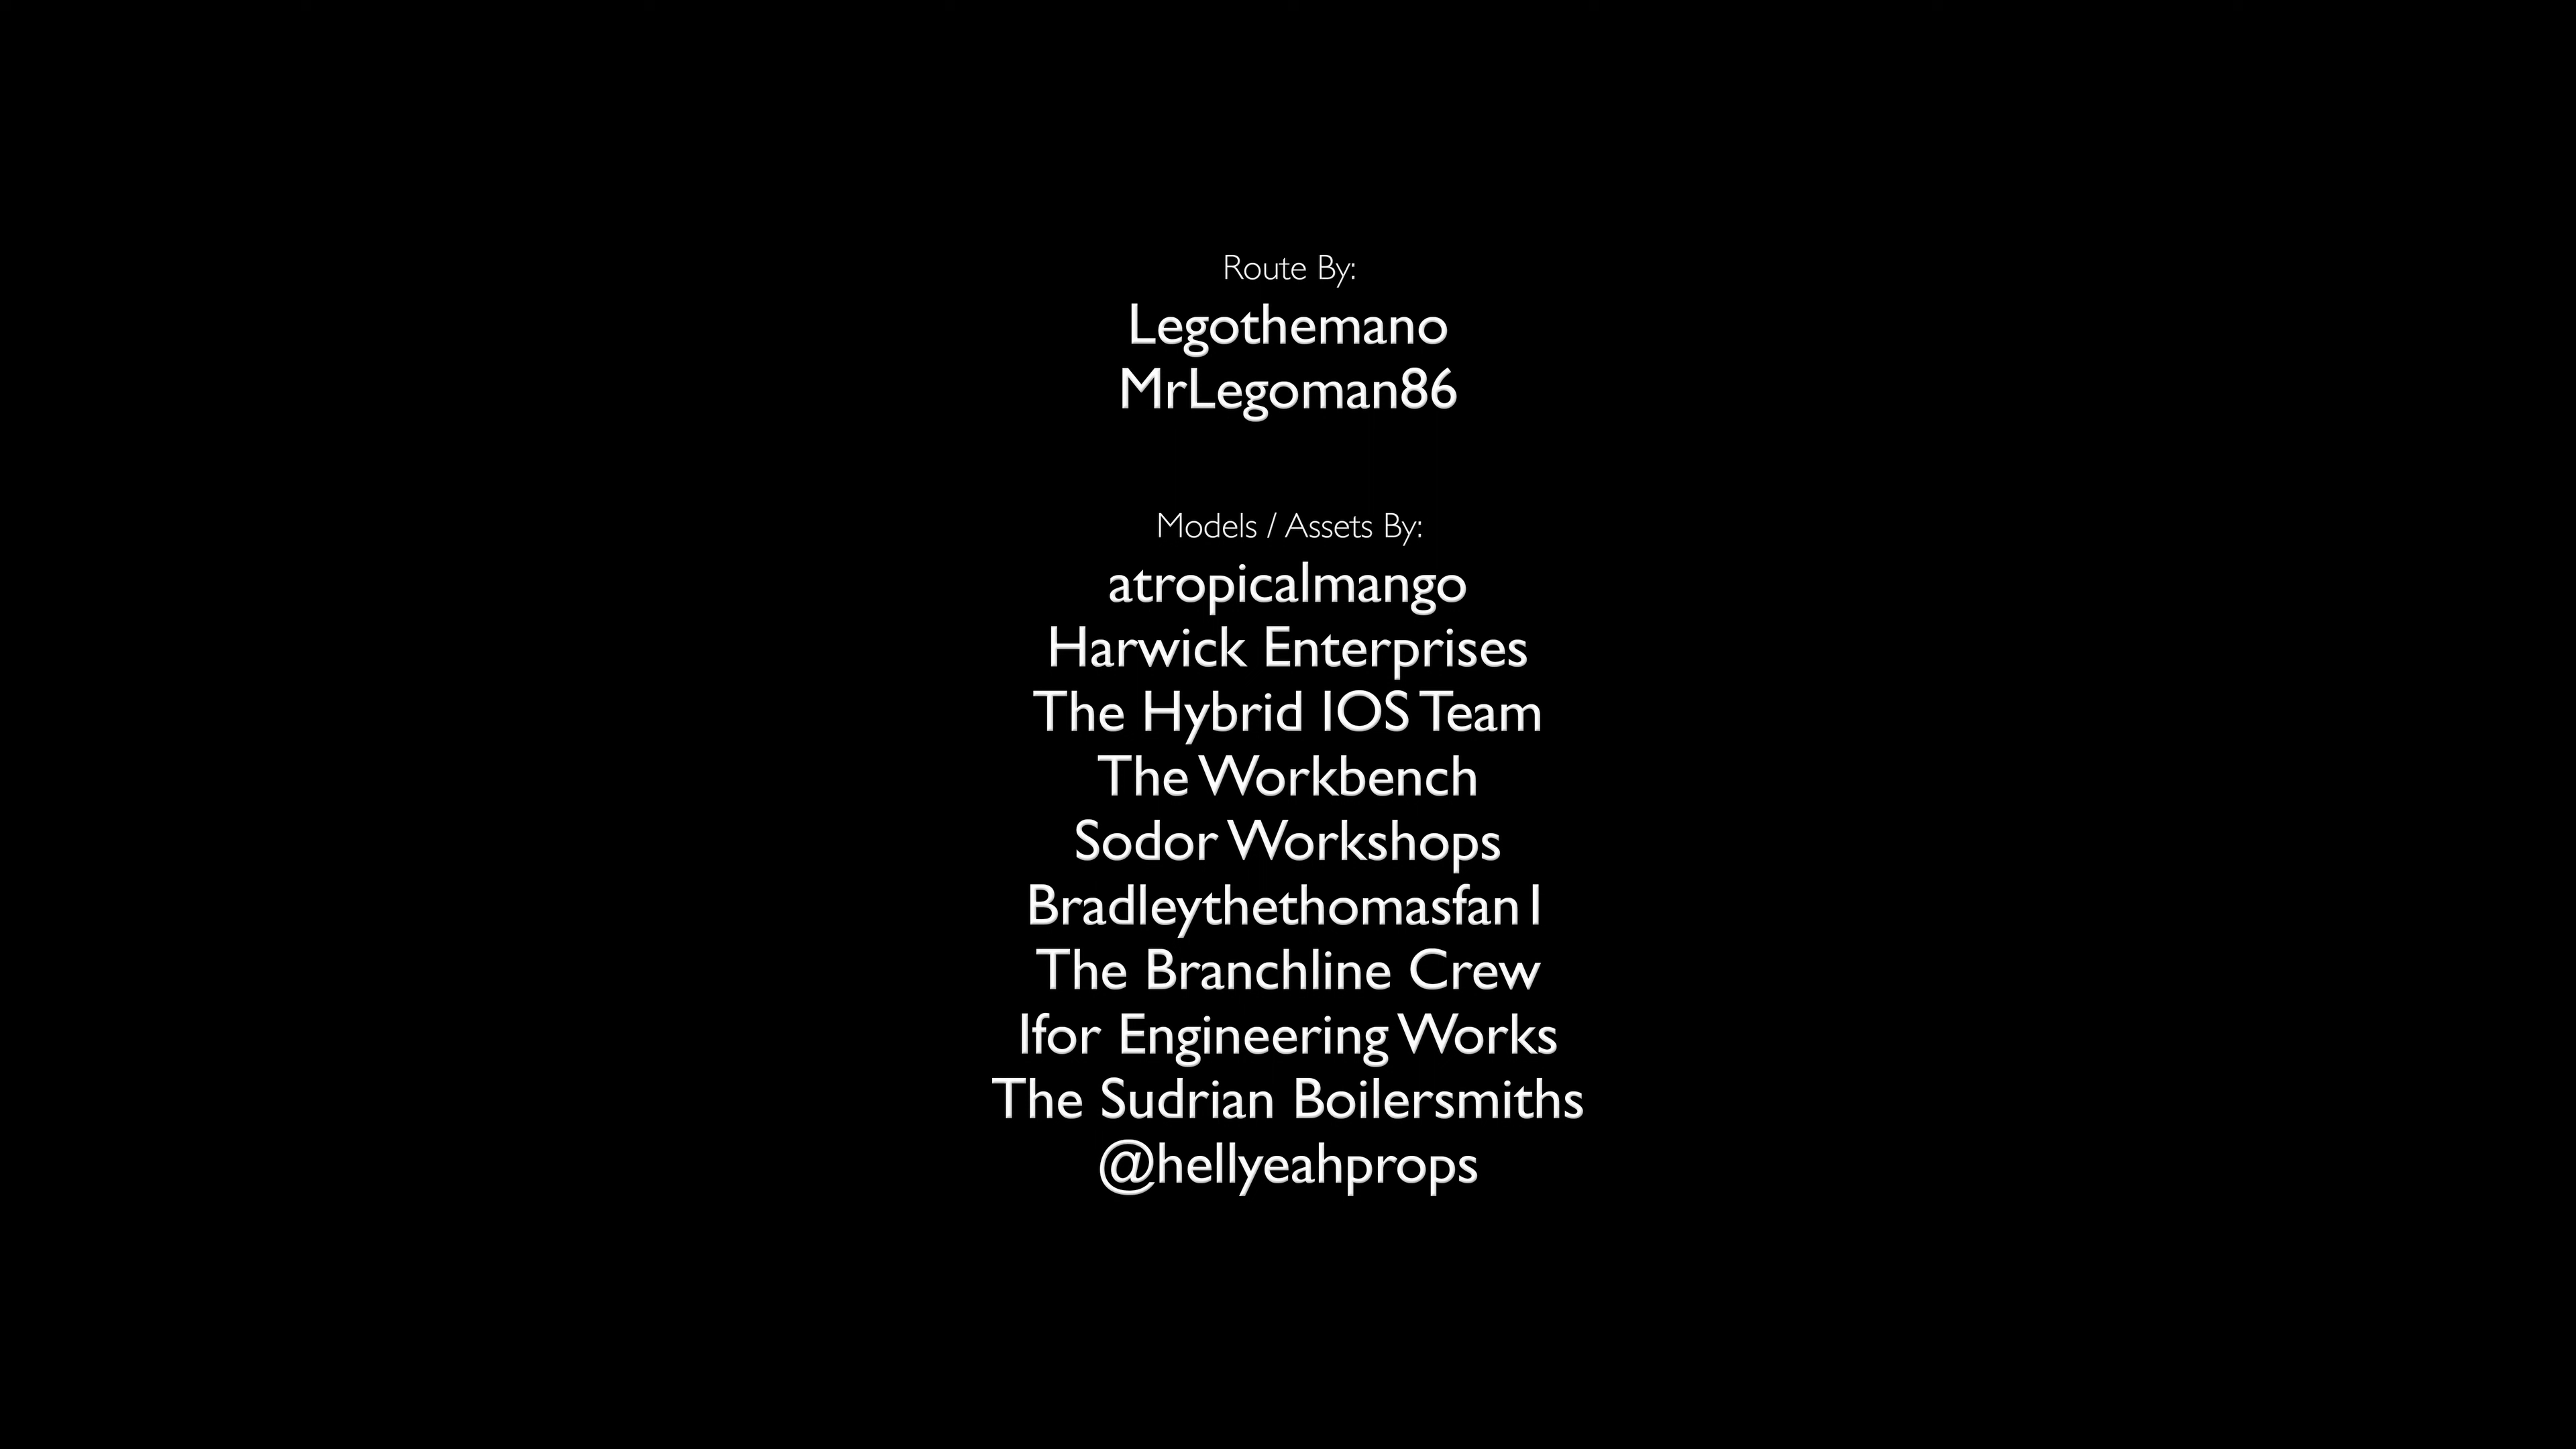 Route By:
Legothemano
MrLegoman86
Models / Assets By:
atropicalmango
Harwick Enterprises
The Hybrid IOS Team
The Workbench
Sodor Workshops
Bradleythethomasfan1
The Branchline Crew
Ifor Engineering Works
The Sudrian Boilersmiths
@hellyeahprops